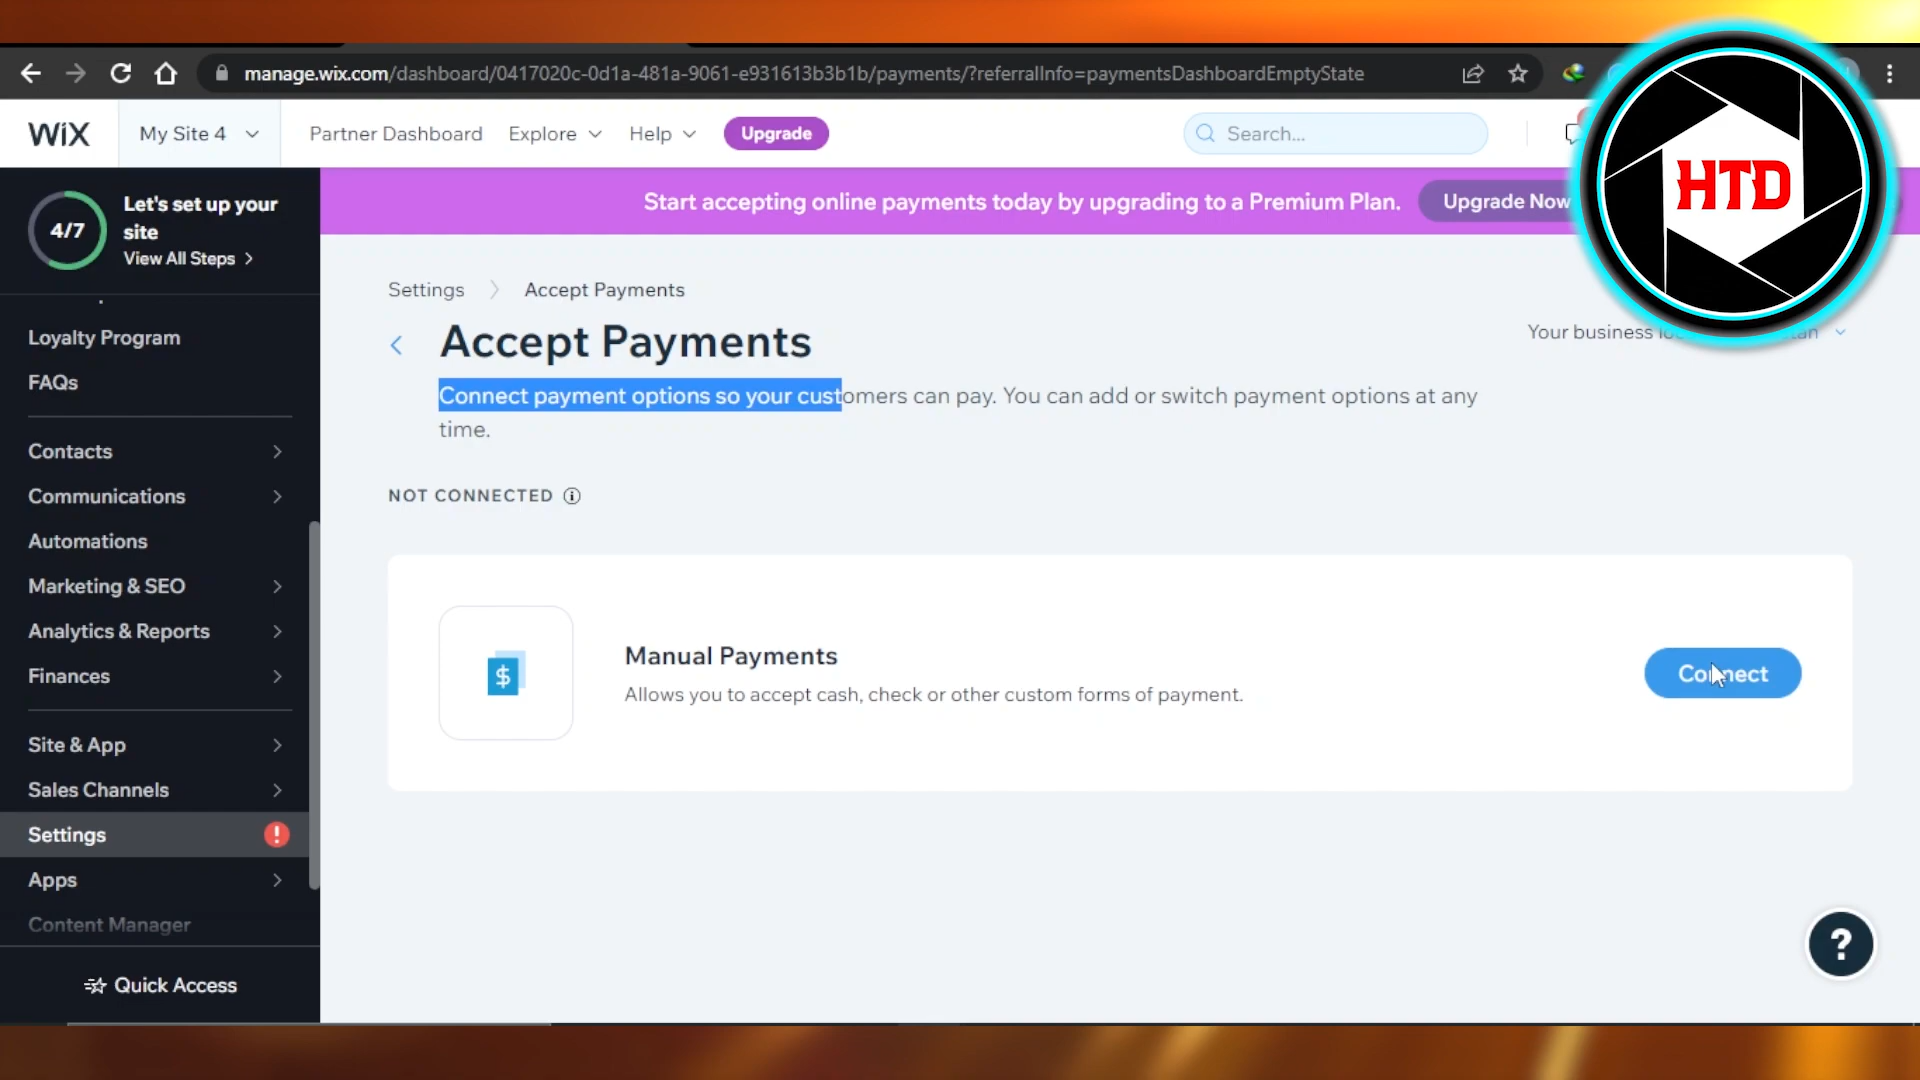 manage.wix.com/dashboard/0417020c-0d1a-481a-9061-e931613b3b1b/payments/?referralInfo=paymentsDashboardEmptyState
WiX
My Site 4
Partner Dashboard
Explore
Help
Upgrade
Search...
HTD
4/7
Let's set up your
site
View All Steps
Start accepting online payments today by upgrading to a Premium Plan.
Upgrade Now
Loyalty Program
FAQs
Contacts
Communications
Automations
Marketing & SEO
Analytics & Reports
Finances
Site & App
Sales Channels
Settings
Apps
Content Manager
Quick Access
Settings
Accept Payments
Accept Payments
Your business
Connect payment options so your customers can pay. You can add or switch payment options at any
time.
NOT CONNECTED
$
Manual Payments
Allows you to accept cash, check or other custom forms of payment.
Connect
?